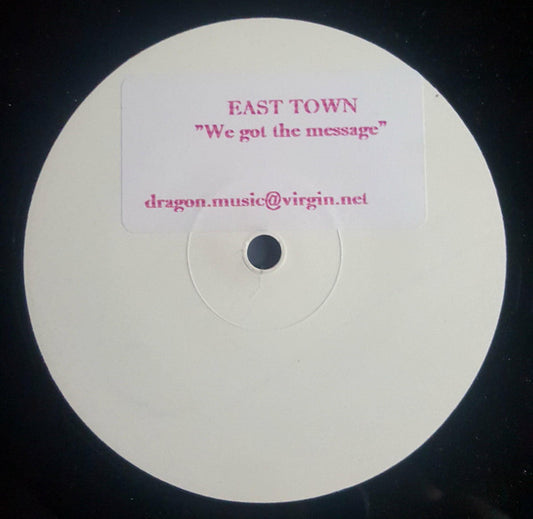 EAST TOWN
"We got the message"
dragon.music@virgin.net